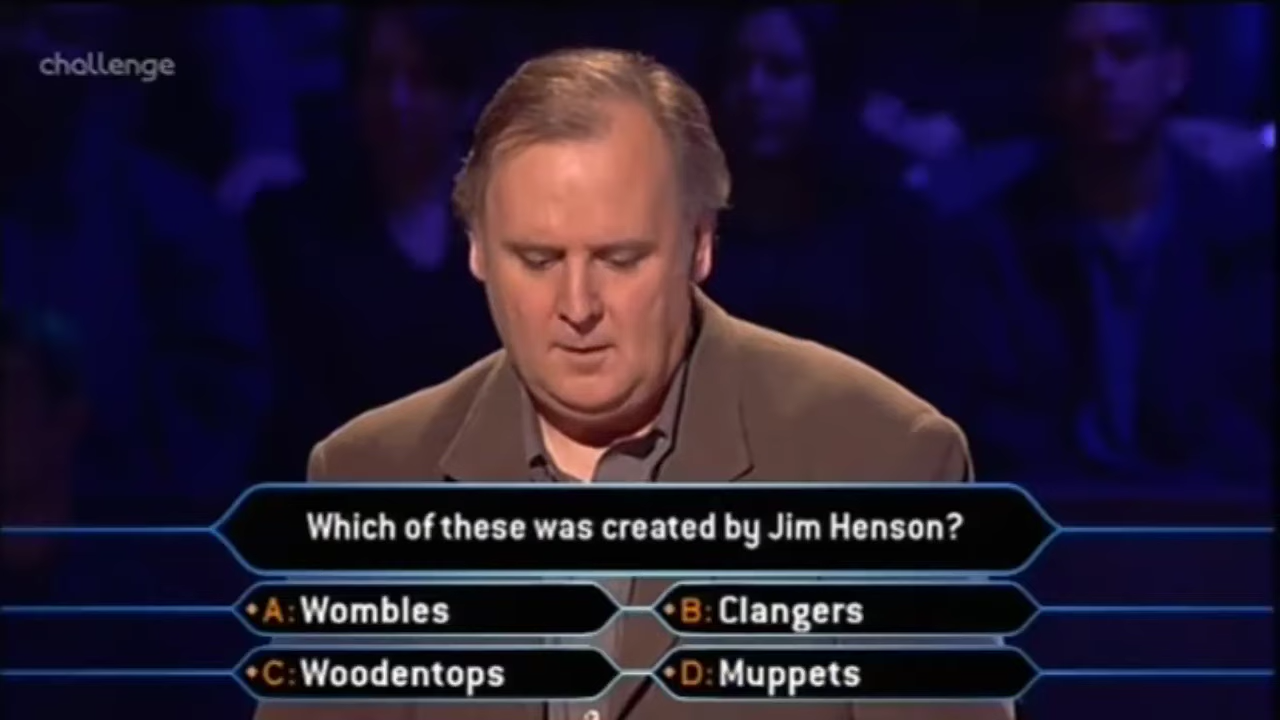 challenge
Which of these was created by Jim Henson?
A: Wombles
B: Clangers
C: Woodentops
D: Muppets